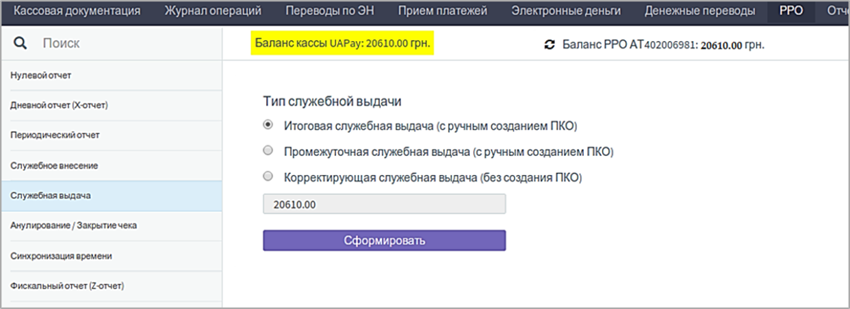 Кассовая документация Журнал операций Переводы по ЭН Прием платежей Электронные деньги Денежные переводы РРО Отче
Поиск
Баланс кассы UAPay: 20610.00 грн.
Баланс РРО АТ402006981: 20610.00 грн.
Нулевой отчет
Дневной отчет (X-отчет)
Периодический отчет
Служебное внесение
Служебная выдача
Анулирование / Закрытие чека
Синхронизация времени
Фискальный отчет (Z-отчет)
Тип служебной выдачи
Итоговая служебная выдача (с ручным созданием ПКО)
Промежуточная служебная выдача (с ручным созданием ПКО)
Корректирующая служебная выдача (без создания ПКО)
20610.00
Сформировать